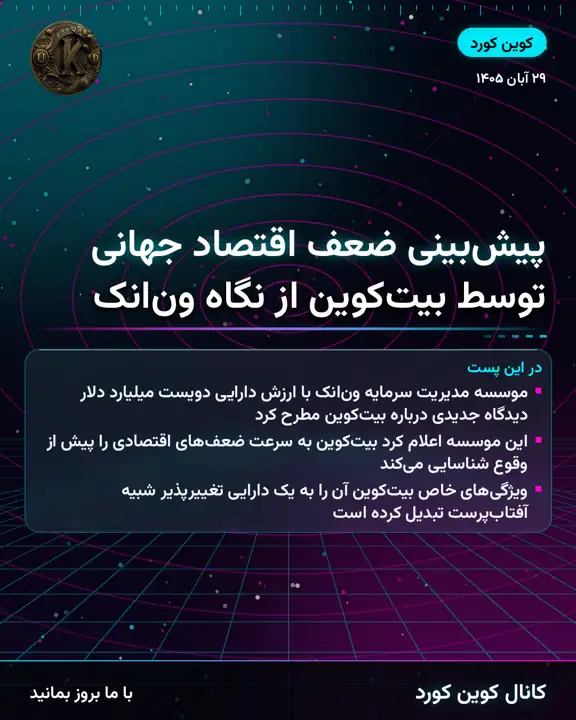 کوین کورد
۲۹ آبان ۱۴۰۵
K
پیش‌بینی ضعف اقتصاد جهانی
توسط بیت‌کوین از نگاه ون‌انک
در این پست
موسسه مدیریت سرمایه ون‌انک با ارزش دارایی دویست میلیارد دلار
دیدگاه جدیدی درباره بیت‌کوین مطرح کرد
این موسسه اعلام کرد بیت‌کوین به سرعت ضعف‌های اقتصادی را پیش از
وقوع شناسایی می‌کند
ویژگی‌های خاص بیت‌کوین آن را به یک دارایی تغییرپذیر شبیه
آفتاب‌پرست تبدیل کرده است
کانال کوین کورد
با ما بروز بمانید